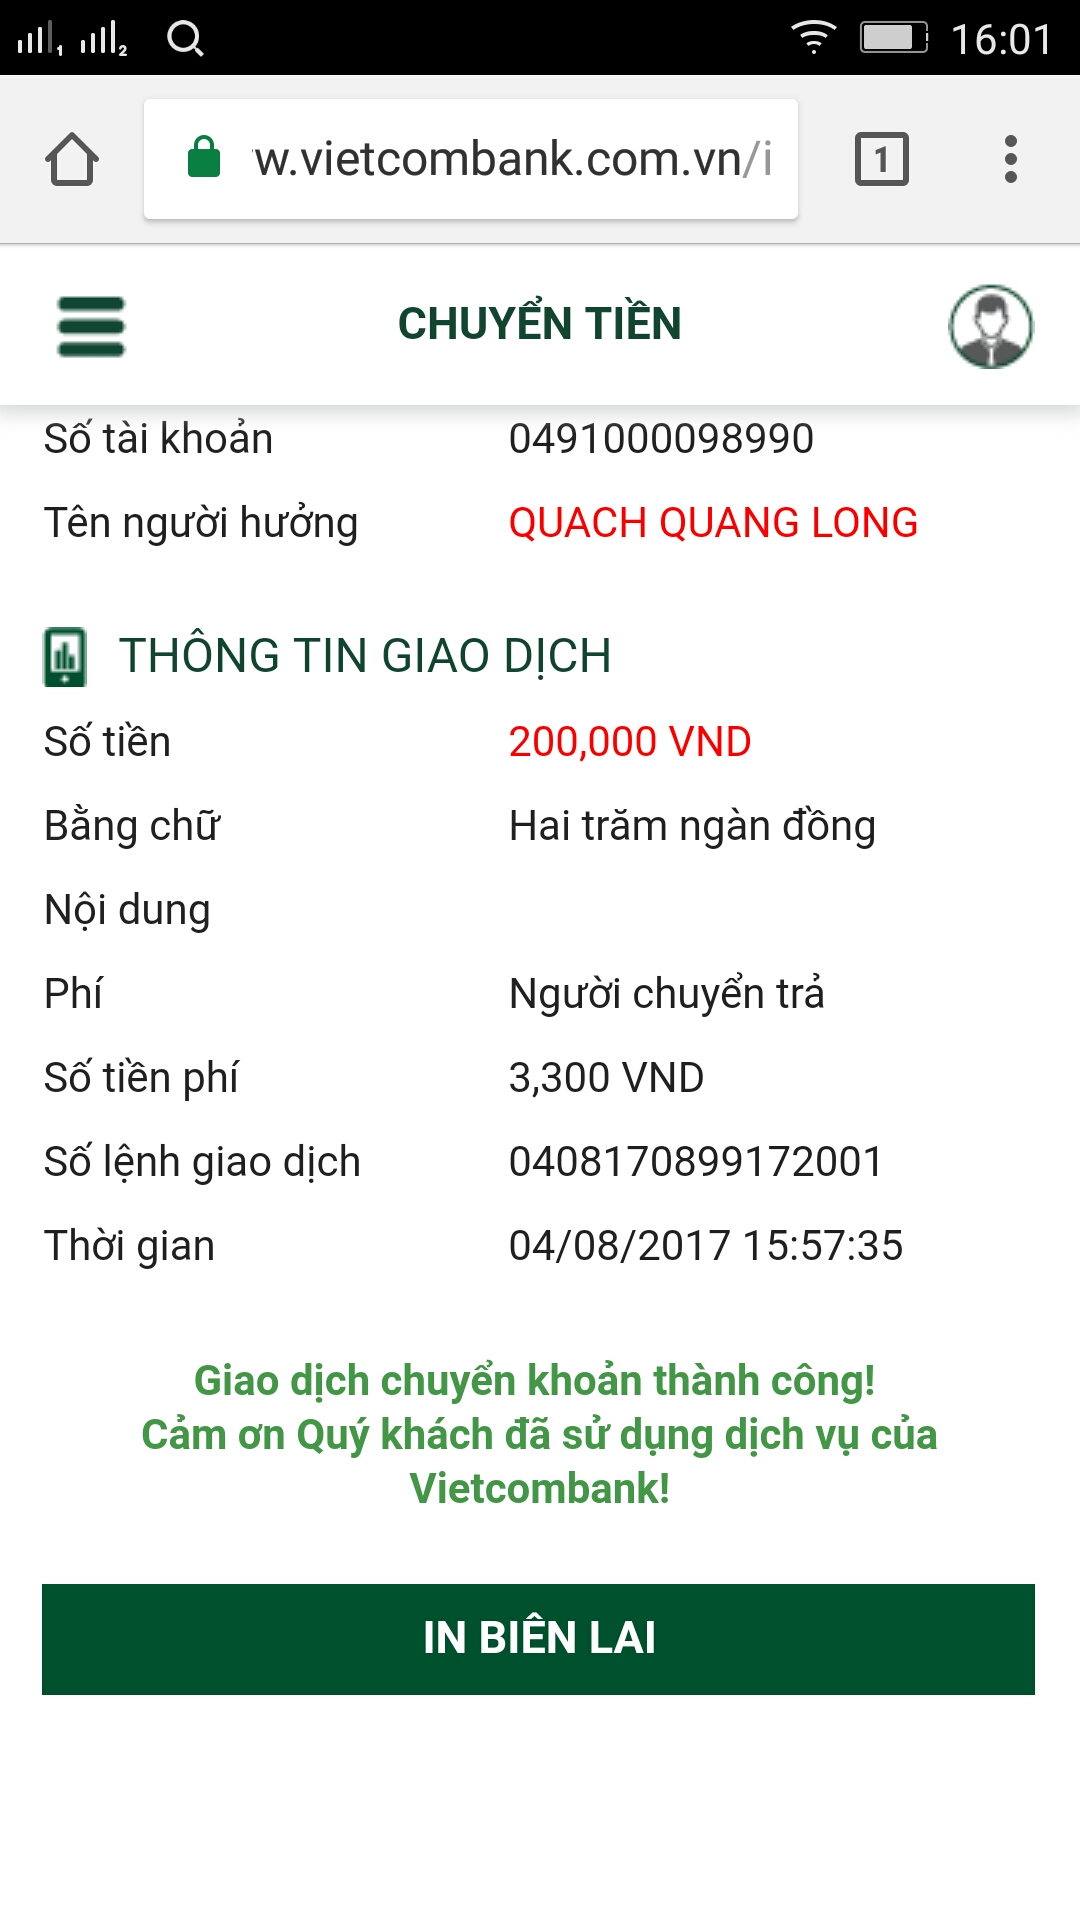 1 2 16:01
w.vietcombank.com.vn/i 1
CHUYỂN TIỀN
Số tài khoản 0491000098990
Tên người hưởng QUACH QUANG LONG
THÔNG TIN GIAO DỊCH
Số tiền 200,000 VND
Bằng chữ Hai trăm ngàn đồng
Nội dung
Phí Người chuyển trả
Số tiền phí 3,300 VND
Số lệnh giao dịch 0408170899172001
Thời gian 04/08/2017 15:57:35
Giao dịch chuyển khoản thành công!
Cảm ơn Quý khách đã sử dụng dịch vụ của
Vietcombank!
IN BIÊN LAI